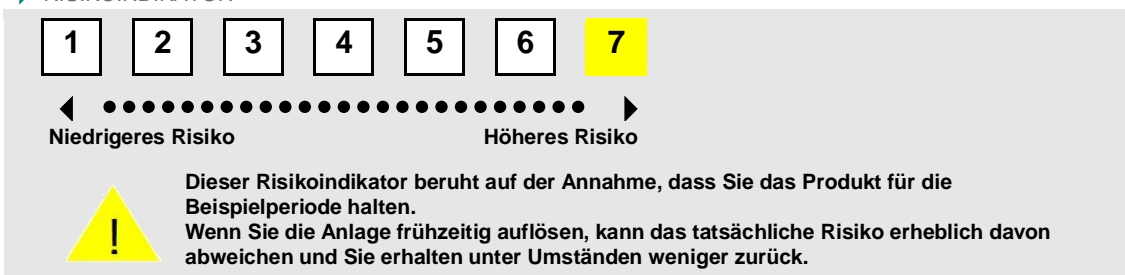 RISIKOINDIKATOR
1 2 3 4 5 6 7
Niedrigeres Risiko Höheres Risiko
Dieser Risikoindikator beruht auf der Annahme, dass Sie das Produkt für die
Beispielperiode halten.
Wenn Sie die Anlage frühzeitig auflösen, kann das tatsächliche Risiko erheblich davon
abweichen und Sie erhalten unter Umständen weniger zurück.
!